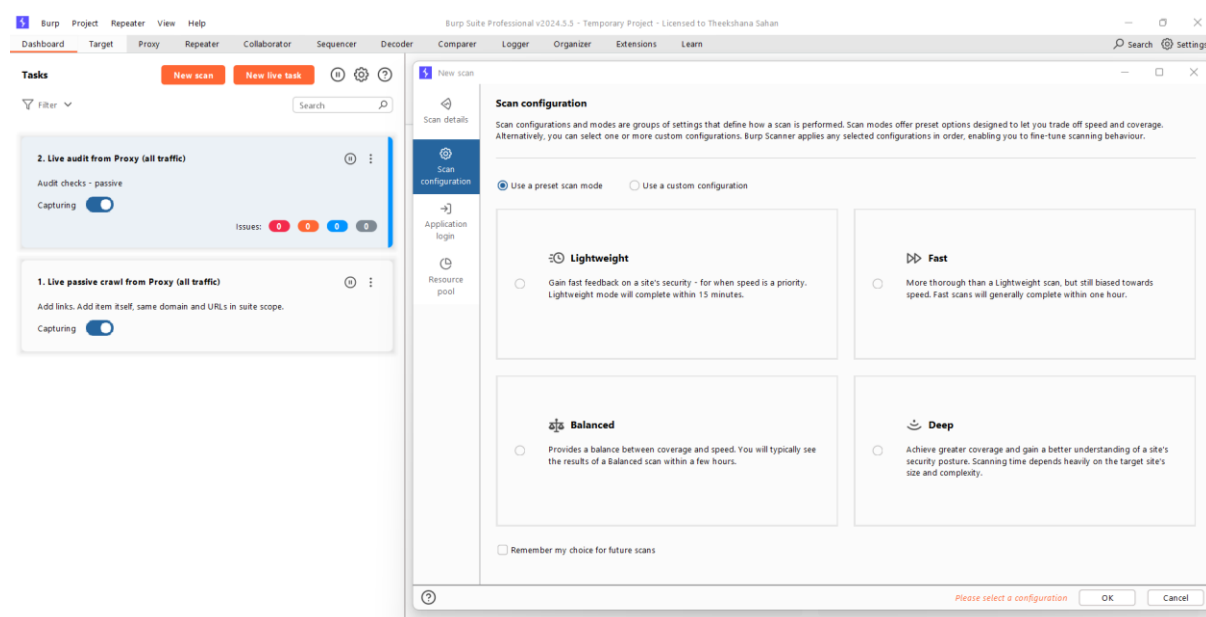 Burp Project Repeater View Help
Burp Suite Professional v2024.5.5 - Temporary Project - Licensed to Theekshana Sahan
Dashboard Target Proxy Repeater Collaborator Sequencer Decoder Comparer Logger Organizer Extensions Learn
Search Settings
Tasks
New scan
New live task
Filter
Search
2. Live audit from Proxy (all traffic)
Audit checks - passive
Capturing
Issues: 0 0 0 0
1. Live passive crawl from Proxy (all traffic)
Add links. Add item itself, same domain and URLs in suite scope.
Capturing
New scan
Scan details
Scan
configuration
Application
login
Resource
pool
Scan configuration
Scan configurations and modes are groups of settings that define how a scan is performed. Scan modes offer preset options designed to let you trade off speed and coverage.
Alternatively, you can select one or more custom configurations. Burp Scanner applies any selected configurations in order, enabling you to fine-tune scanning behaviour.
Use a preset scan mode
Use a custom configuration
Lightweight
Gain fast feedback on a site's security - for when speed is a priority.
Lightweight mode will complete within 15 minutes.
Fast
More thorough than a Lightweight scan, but still biased towards
speed. Fast scans will generally complete within one hour.
Balanced
Provides a balance between coverage and speed. You will typically see
the results of a Balanced scan within a few hours.
Deep
Achieve greater coverage and gain a better understanding of a site's
security posture. Scanning time depends heavily on the target site's
size and complexity.
Remember my choice for future scans
Please select a configuration
OK
Cancel